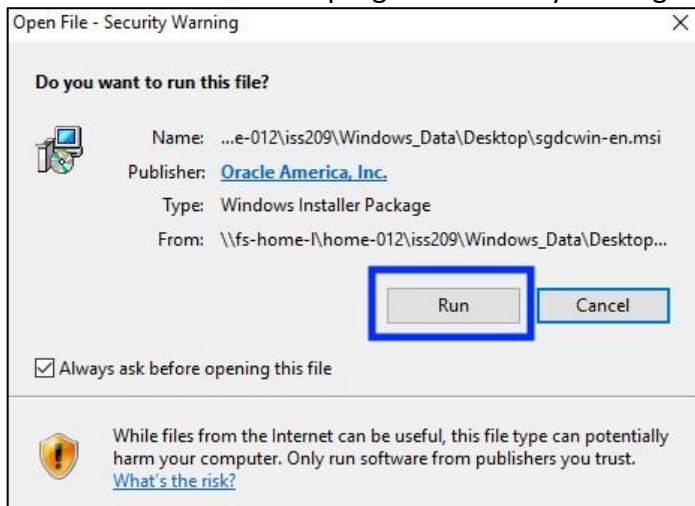 Open File - Security Warning
Do you want to run this file?
Name: ...e-012\iss209\Windows_Data\Desktop\sgdcwin-en.msi
Publisher: Oracle America, Inc.
Type: Windows Installer Package
From: \\fs-home-l\home-012\iss209\Windows_Data\Desktop...
Run Cancel
Always ask before opening this file
While files from the Internet can be useful, this file type can potentially
harm your computer. Only run software from publishers you trust.
What's the risk?